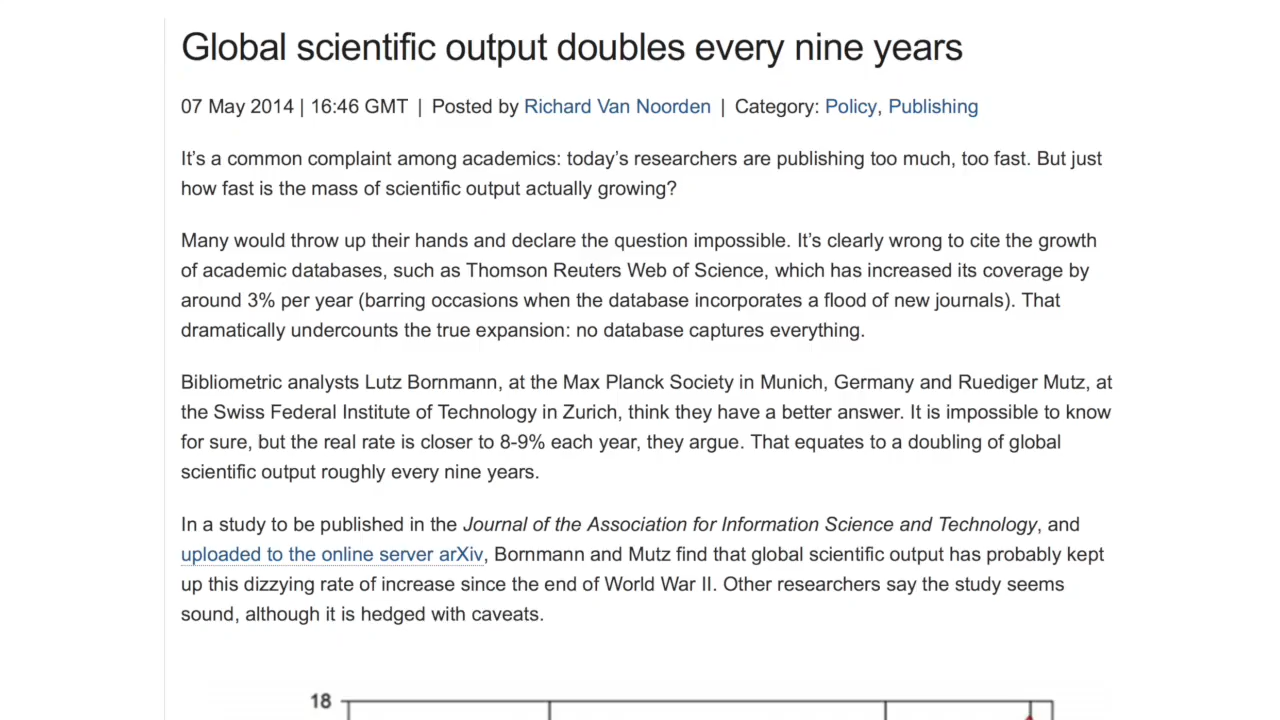 Global scientific output doubles every nine years
07 May 2014 | 16:46 GMT | Posted by Richard Van Noorden | Category: Policy, Publishing
It’s a common complaint among academics: today’s researchers are publishing too much, too fast. But just
how fast is the mass of scientific output actually growing?
Many would throw up their hands and declare the question impossible. It’s clearly wrong to cite the growth
of academic databases, such as Thomson Reuters Web of Science, which has increased its coverage by
around 3% per year (barring occasions when the database incorporates a flood of new journals). That
dramatically undercounts the true expansion: no database captures everything.
Bibliometric analysts Lutz Bornmann, at the Max Planck Society in Munich, Germany and Ruediger Mutz, at
the Swiss Federal Institute of Technology in Zurich, think they have a better answer. It is impossible to know
for sure, but the real rate is closer to 8-9% each year, they argue. That equates to a doubling of global
scientific output roughly every nine years.
In a study to be published in the Journal of the Association for Information Science and Technology, and
uploaded to the online server arXiv, Bornmann and Mutz find that global scientific output has probably kept
up this dizzying rate of increase since the end of World War II. Other researchers say the study seems
sound, although it is hedged with caveats.
18